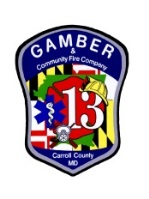 GAMBER
&
Community Fire Company
13
Carroll County
MD